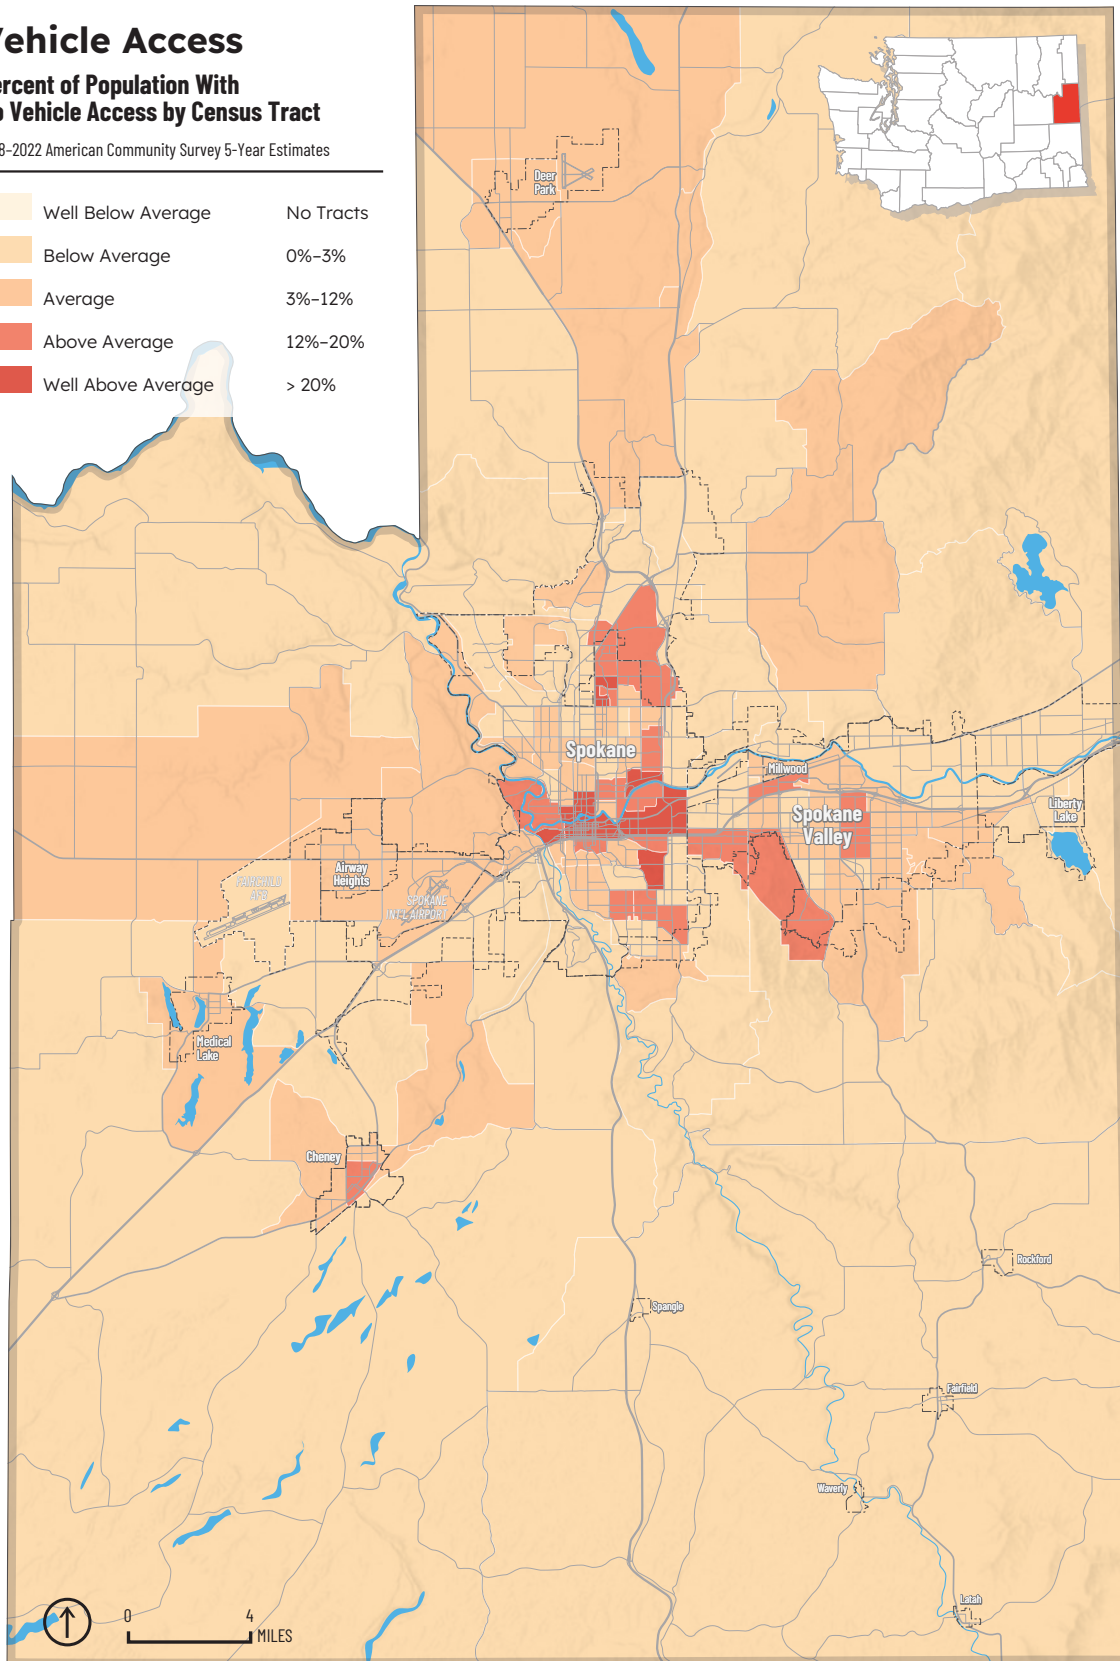 Vehicle Access
ercent of Population With
o Vehicle Access by Census Tract
8–2022 American Community Survey 5-Year Estimates
Well Below Average No Tracts
Below Average 0%–3%
Average 3%–12%
Above Average 12%–20%
Well Above Average > 20%
Deer
Park
Spokane
Millwood
Spokane
Valley
Liberty
Lake
Airway
Heights
FAIRCHILD
AFB
SPOKANE
INT'L AIRPORT
Medical
Lake
Cheney
Rockford
Spangle
Fairfield
Waverly
Latah
0 4
MILES